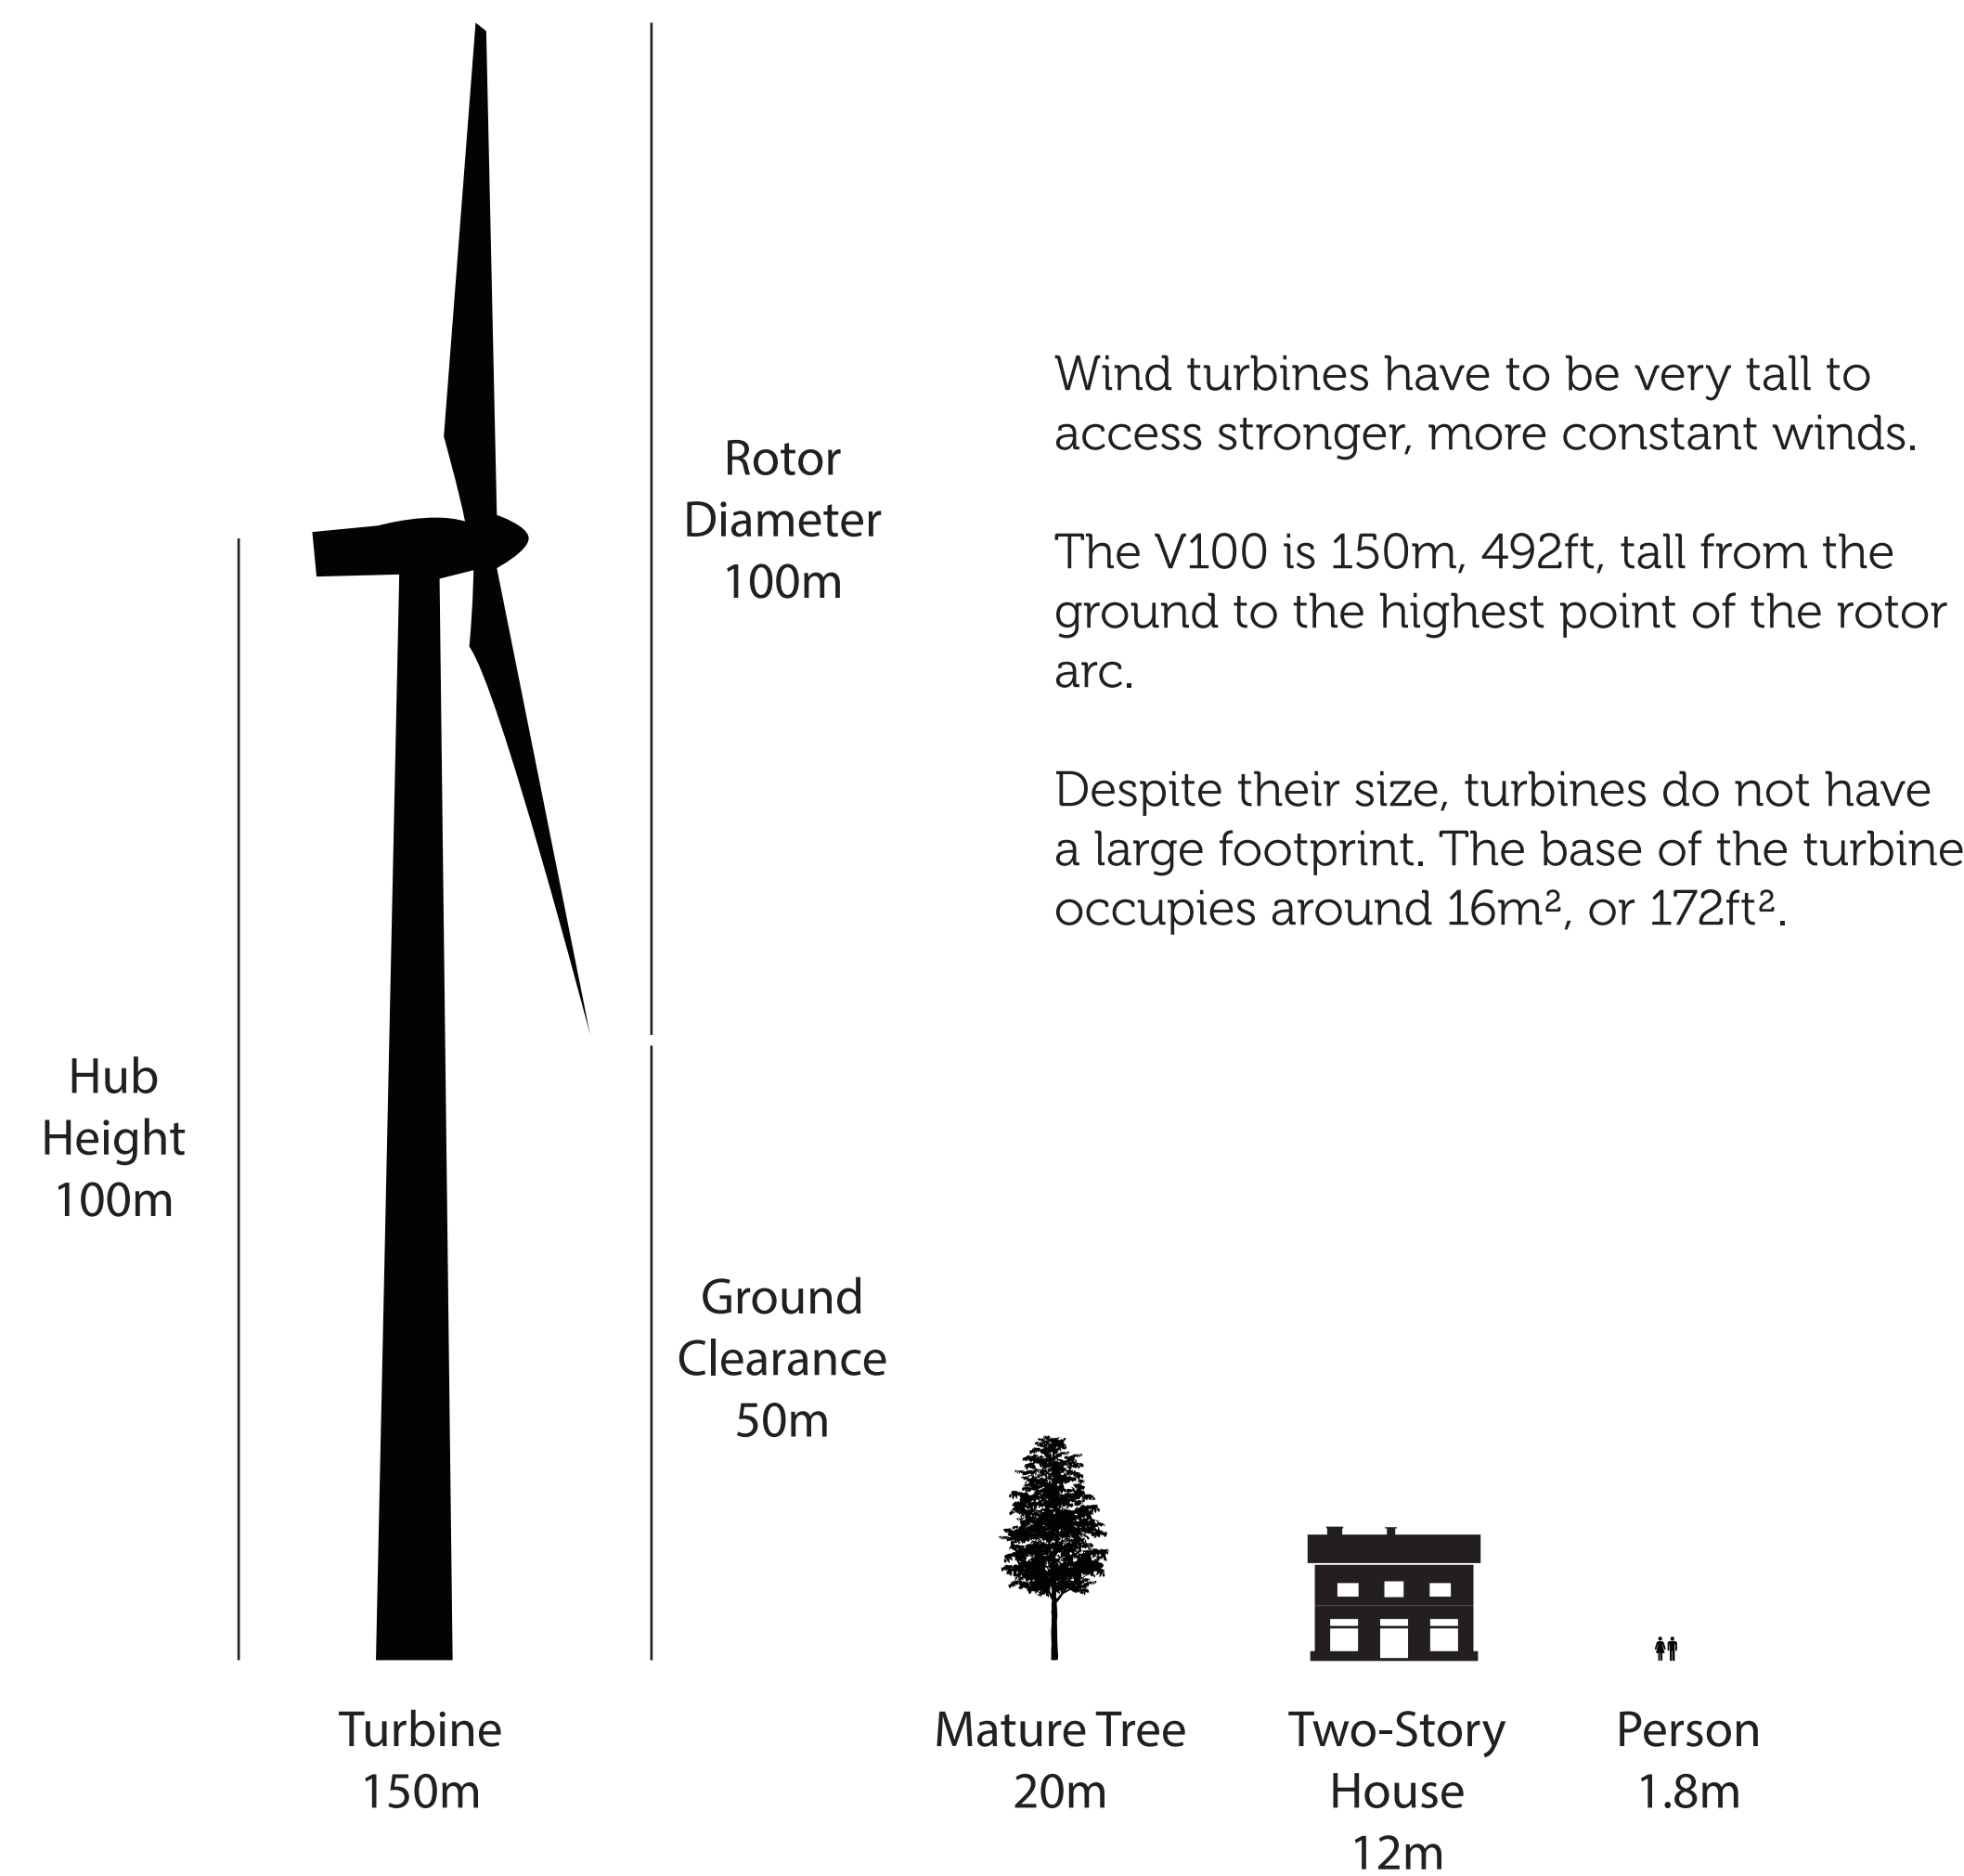 Rotor
Diameter
100m
Wind turbines have to be very tall to
access stronger, more constant winds.
The V100 is 150m, 492ft, tall from the
ground to the highest point of the rotor
arc.
Despite their size, turbines do not have
a large footprint. The base of the turbine
occupies around 16m², or 172ft².
Hub
Height
100m
Ground
Clearance
50m
Turbine
150m
Mature Tree
20m
Two-Story
House
12m
Person
1.8m